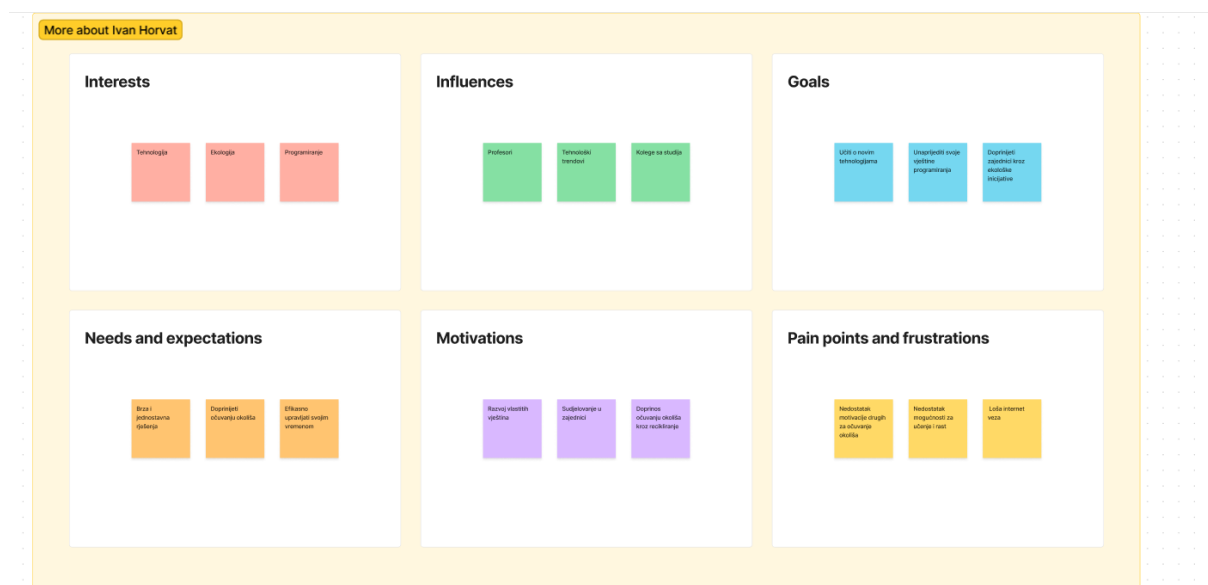 More about Ivan Horvat
Interests
Tehnologija
Ekologija
Programiranje
Influences
Profesori
Tehnološki
trendovi
Kolege sa studija
Goals
Učiti o novim
tehnologijama
Unaprijediti svoje
vještine
programiranja
Doprinijeti
zajednici kroz
ekološke
inicijative
Needs and expectations
Brza i
jednostavna
rješenja
Doprinijeti
očuvanju okoliša
Efikasno
upravljati svojim
vremenom
Motivations
Razvoj vlastitih
vještina
Sudjelovanje u
zajednici
Doprinos
očuvanju okoliša
kroz recikliranje
Pain points and frustrations
Nedostatak
motivacije drugih
za očuvanje
okoliša
Nedostatak
mogućnosti za
učenje i rast
Loša internet
veza